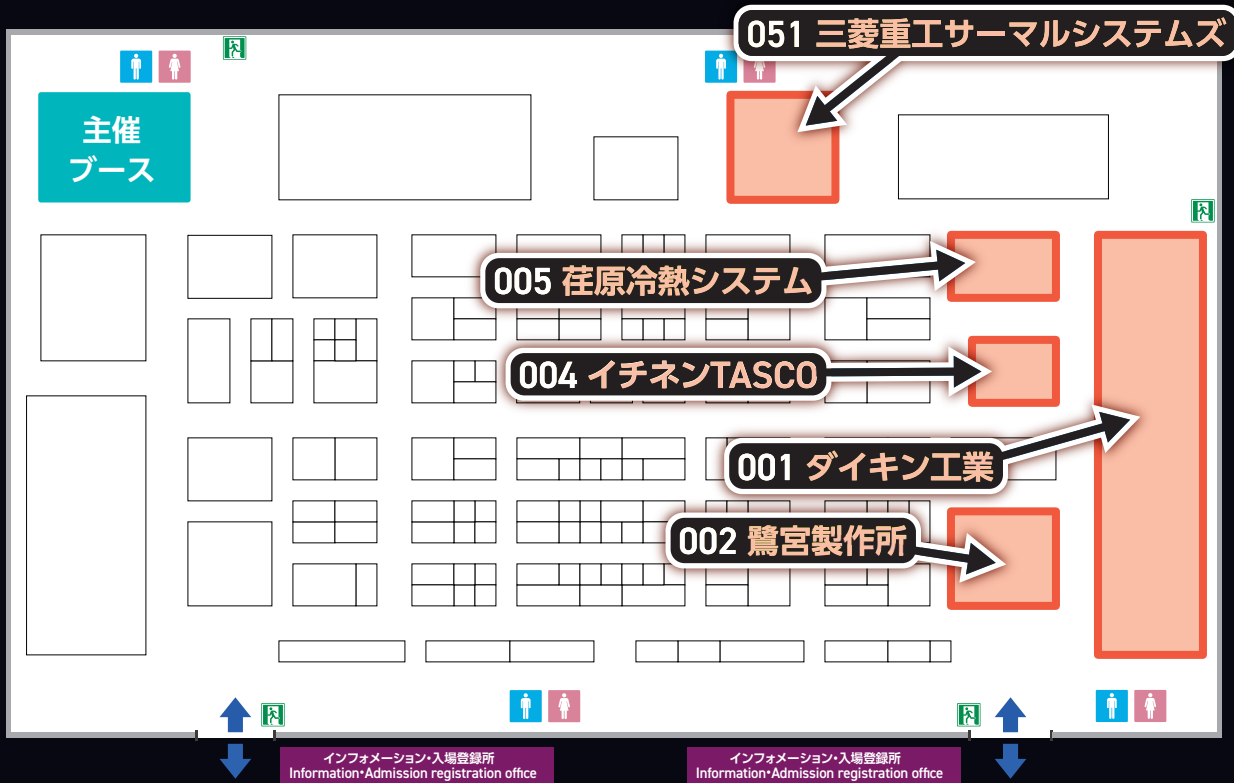 051 三菱重工サーマルシステムズ
主催
ブース
005 荏原冷熱システム
004 イチネンTASCO
001 ダイキン工業
002 鷺宮製作所
インフォメーション・入場登録所
Information・Admission registration office
インフォメーション・入場登録所
Information・Admission registration office